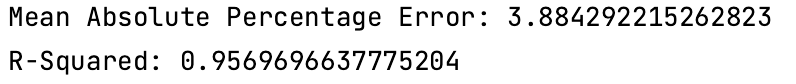 Mean Absolute Percentage Error: 3.884292215262823
R-Squared: 0.9569696637775204